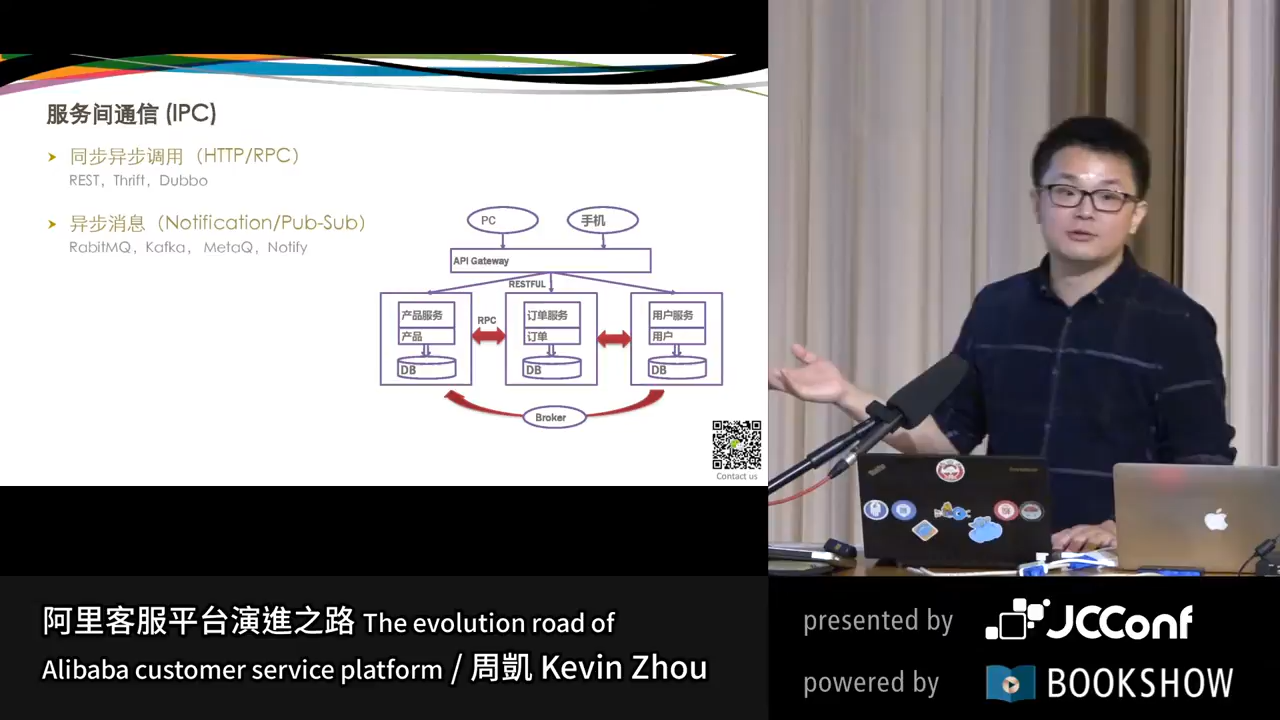 服务间通信 (IPC)
同步异步调用（HTTP/RPC）
REST，Thrift，Dubbo
异步消息（Notification/Pub-Sub）
RabitMQ，Kafka， MetaQ，Notify
PC
手机
API Gateway
RESTFUL
产品服务
产品
DB
RPC
订单服务
订单
DB
用户服务
用户
DB
Broker
Contact us
阿里客服平台演進之路 The evolution road of
Alibaba customer service platform / 周凱 Kevin Zhou
presented by JCConf
powered by BOOKSHOW